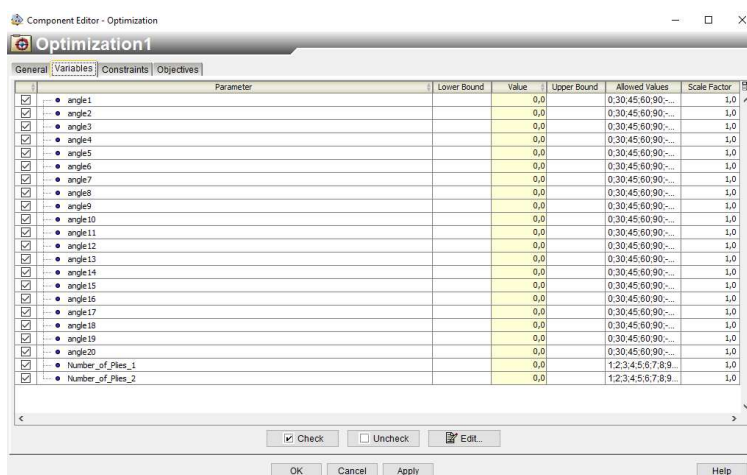 Component Editor - Optimization
Optimization1
General Variables Constraints Objectives
Parameter Lower Bound Value Upper Bound Allowed Values Scale Factor
angle1 0,0 0;30;45;60;90;-... 1,0
angle2 0,0 0;30;45;60;90;-... 1,0
angle3 0,0 0;30;45;60;90;-... 1,0
angle4 0,0 0;30;45;60;90;-... 1,0
angle5 0,0 0;30;45;60;90;-... 1,0
angle6 0,0 0;30;45;60;90;-... 1,0
angle7 0,0 0;30;45;60;90;-... 1,0
angle8 0,0 0;30;45;60;90;-... 1,0
angle9 0,0 0;30;45;60;90;-... 1,0
angle10 0,0 0;30;45;60;90;-... 1,0
angle11 0,0 0;30;45;60;90;-... 1,0
angle12 0,0 0;30;45;60;90;-... 1,0
angle13 0,0 0;30;45;60;90;-... 1,0
angle14 0,0 0;30;45;60;90;-... 1,0
angle15 0,0 0;30;45;60;90;-... 1,0
angle16 0,0 0;30;45;60;90;-... 1,0
angle17 0,0 0;30;45;60;90;-... 1,0
angle18 0,0 0;30;45;60;90;-... 1,0
angle19 0,0 0;30;45;60;90;-... 1,0
angle20 0,0 0;30;45;60;90;-... 1,0
Number_of_Plies_1 0,0 1;2;3;4;5;6;7;8;9... 1,0
Number_of_Plies_2 0,0 1;2;3;4;5;6;7;8;9... 1,0
Check Uncheck Edit...
OK Cancel Apply Help